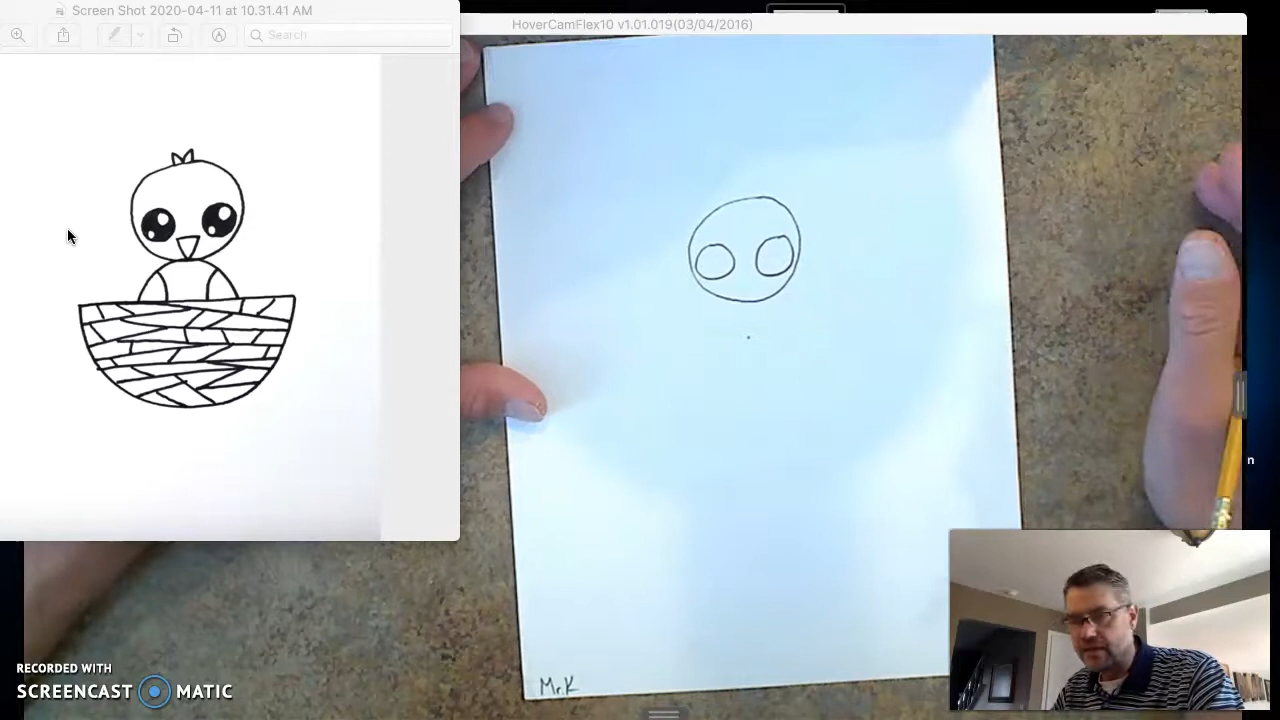 Screen Shot 2020-04-11 at 10.31.41 AM
HoverCamFlex10 v1.01.019(03/04/2016)
Search
n
Mr.K
RECORDED WITH
SCREENCAST MATIC